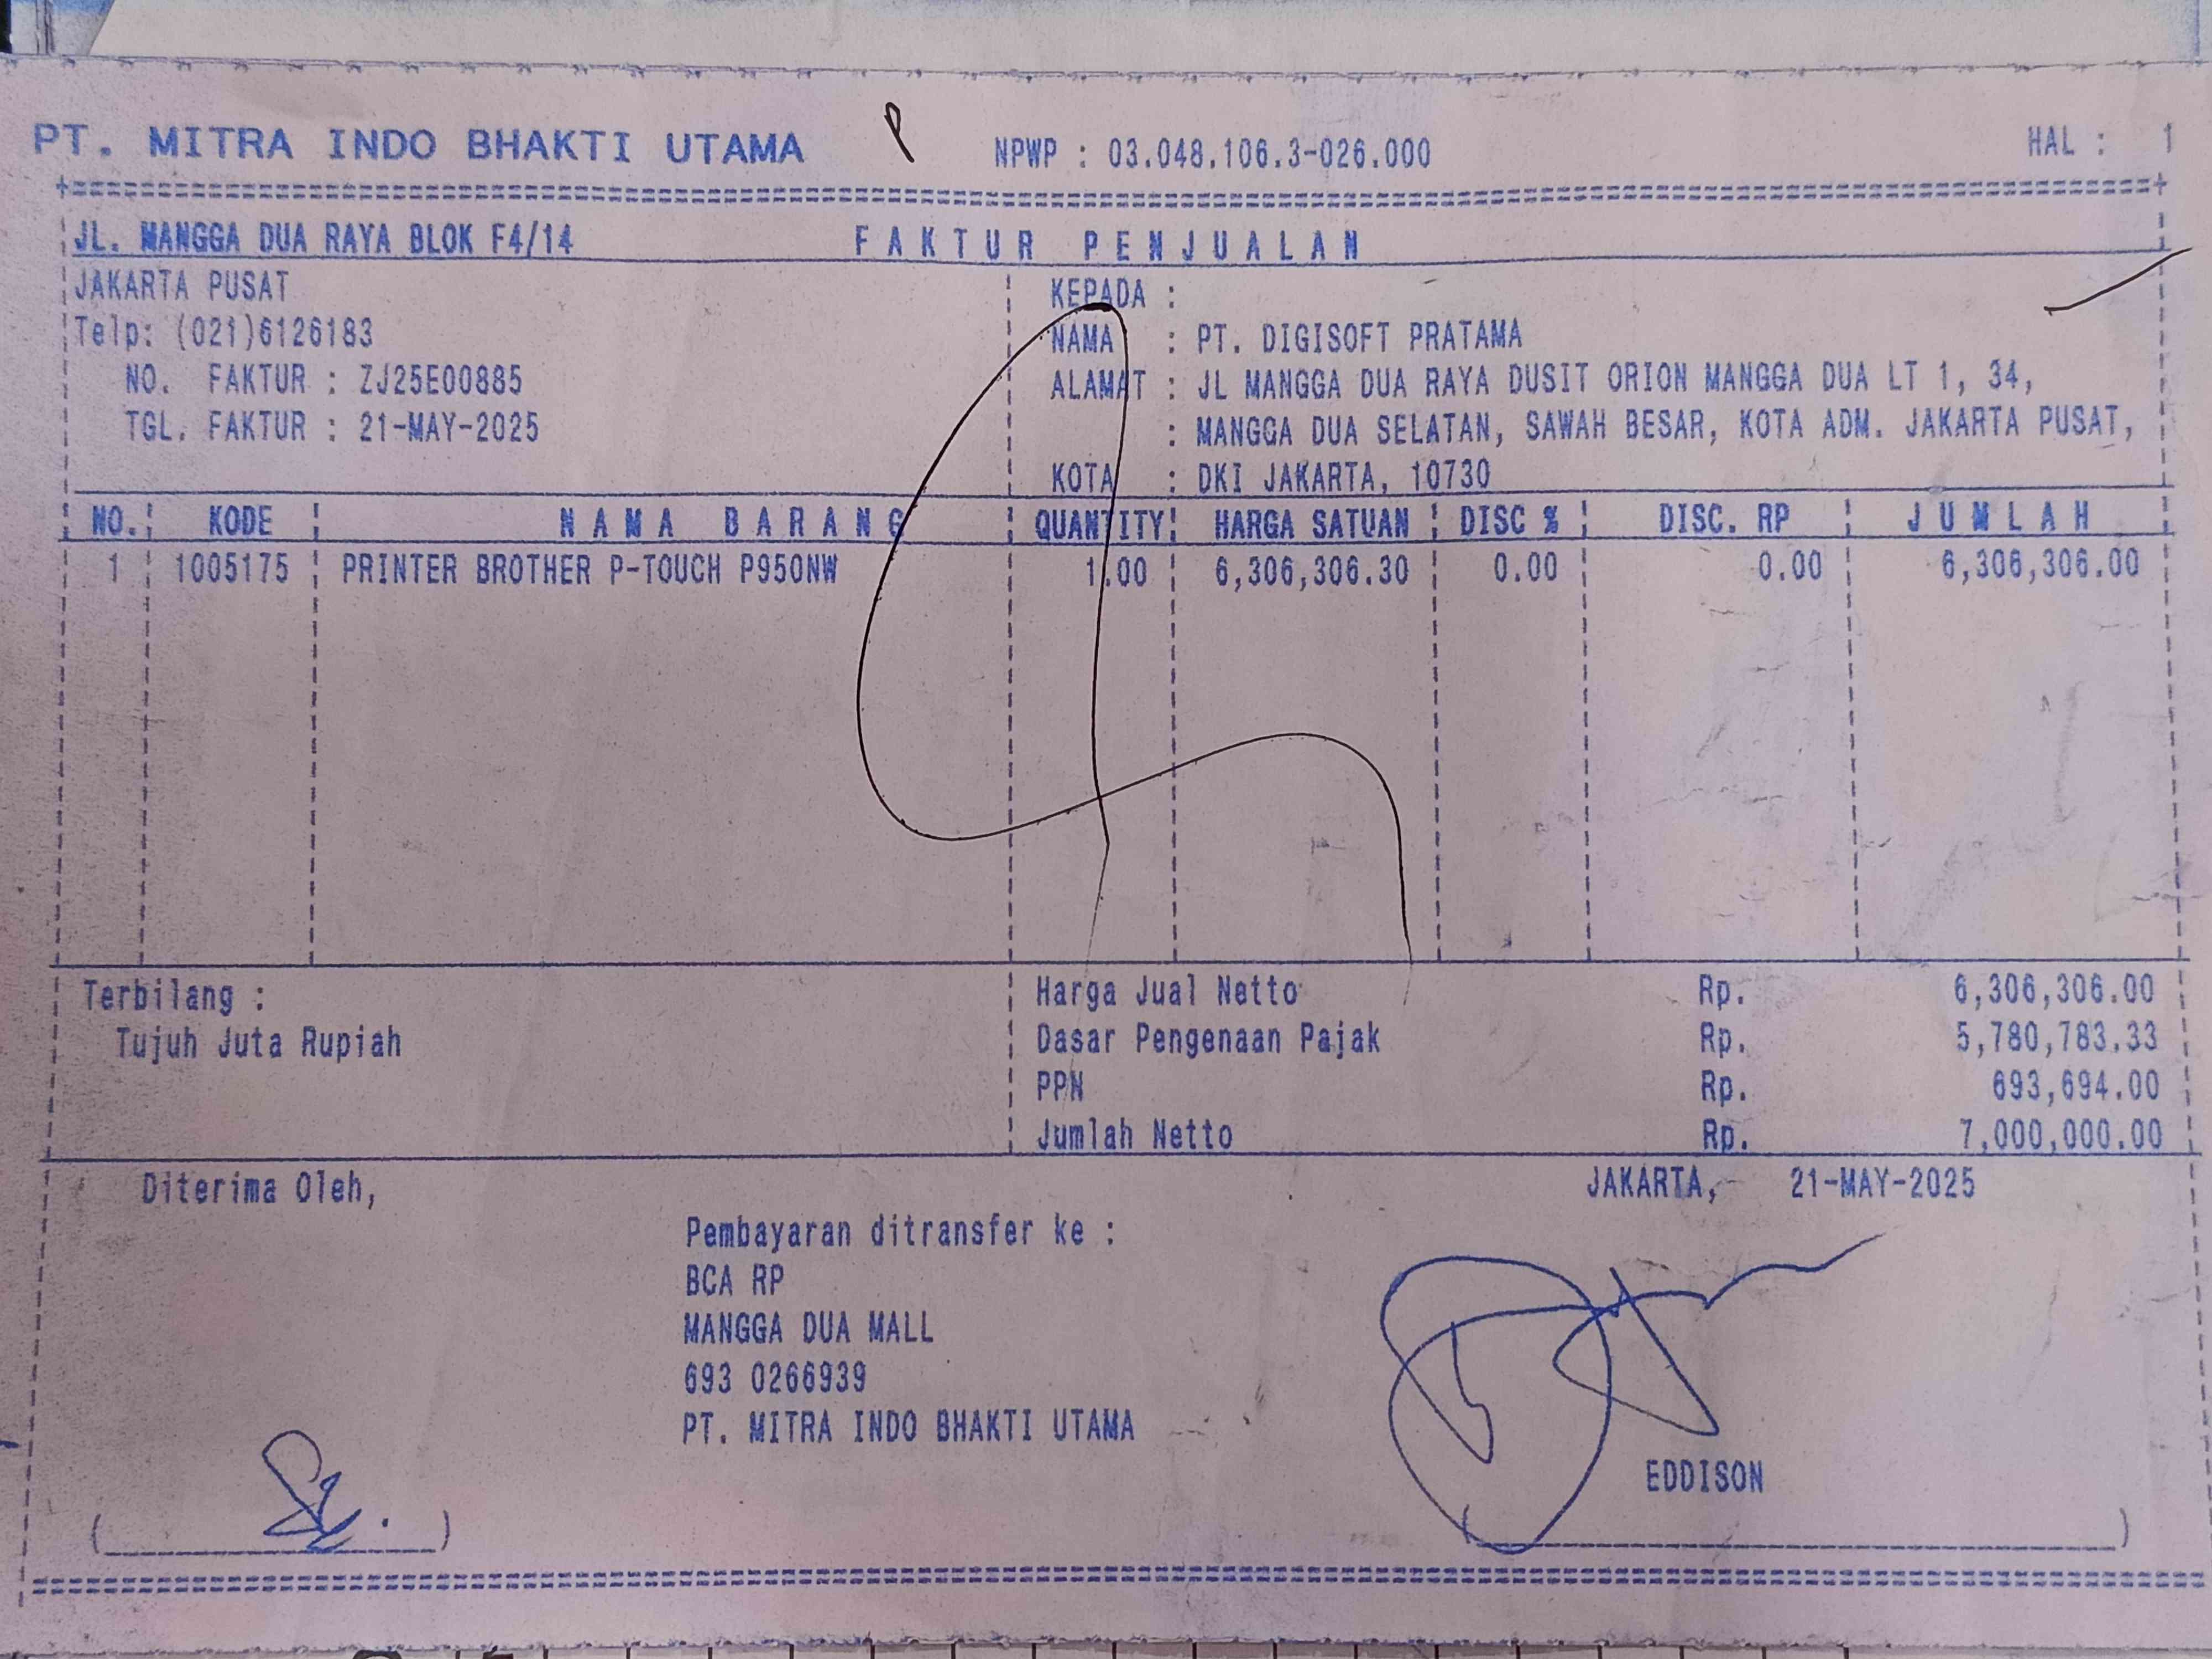 PT. MITRA INDO BHAKTI UTAMA NPWP : 03.048.106.3-026.000 HAL : 1
JL. MANGGA DUA RAYA BLOK F4/14 FAKTUR PENJUALAN
JAKARTA PUSAT KEPADA :
Telp: (021)6126183 NAMA : PT. DIGISOFT PRATAMA
NO. FAKTUR : ZJ25E00885 ALAMAT : JL MANGGA DUA RAYA DUSIT ORION MANGGA DUA LT 1, 34,
TGL. FAKTUR : 21-MAY-2025 : MANGGA DUA SELATAN, SAWAH BESAR, KOTA ADM. JAKARTA PUSAT,
KOTA : DKI JAKARTA, 10730
NO. KODE NAMA BARANG QUANTITY HARGA SATUAN DISC % DISC. RP JUMLAH
1 1005175 PRINTER BROTHER P-TOUCH P950NW 1.00 6,306,306.30 0.00 0.00 6,306,306.00
Terbilang : Harga Jual Netto Rp. 6,306,306.00
Tujuh Juta Rupiah Dasar Pengenaan Pajak Rp. 5,780,783.33
PPN Rp. 693,694.00
Jumlah Netto Rp. 7,000,000.00
Diterima Oleh, JAKARTA, 21-MAY-2025
Pembayaran ditransfer ke :
BCA RP
MANGGA DUA MALL
693 0266939
PT. MITRA INDO BHAKTI UTAMA
EDDISON